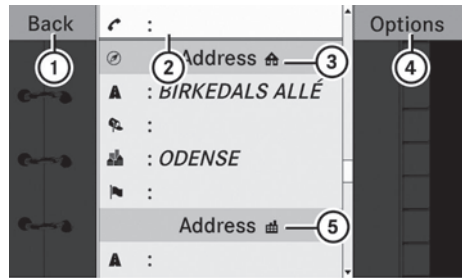 Back
Options
:
1
2
Address
3
4
: BIRKEDALS ALLÉ
:
: ODENSE
:
Address
5
: